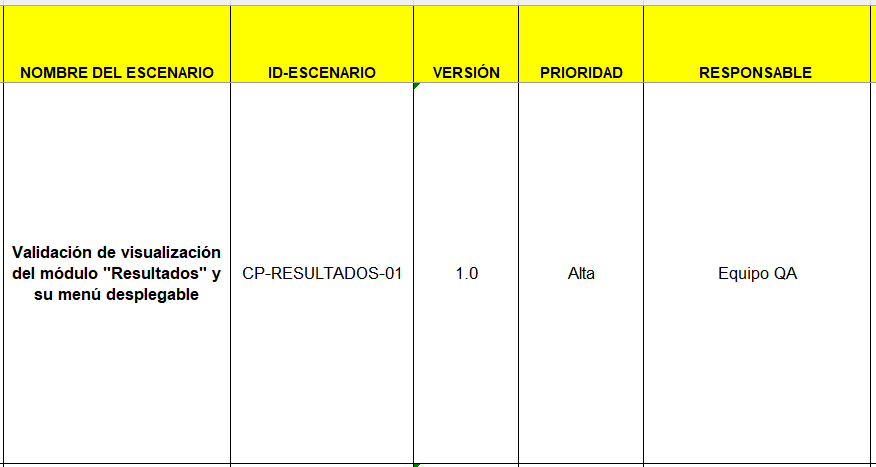 NOMBRE DEL ESCENARIO ID-ESCENARIO VERSIÓN PRIORIDAD RESPONSABLE
Validación de visualización
del módulo "Resultados" y
su menú desplegable
CP-RESULTADOS-01 1.0 Alta Equipo QA